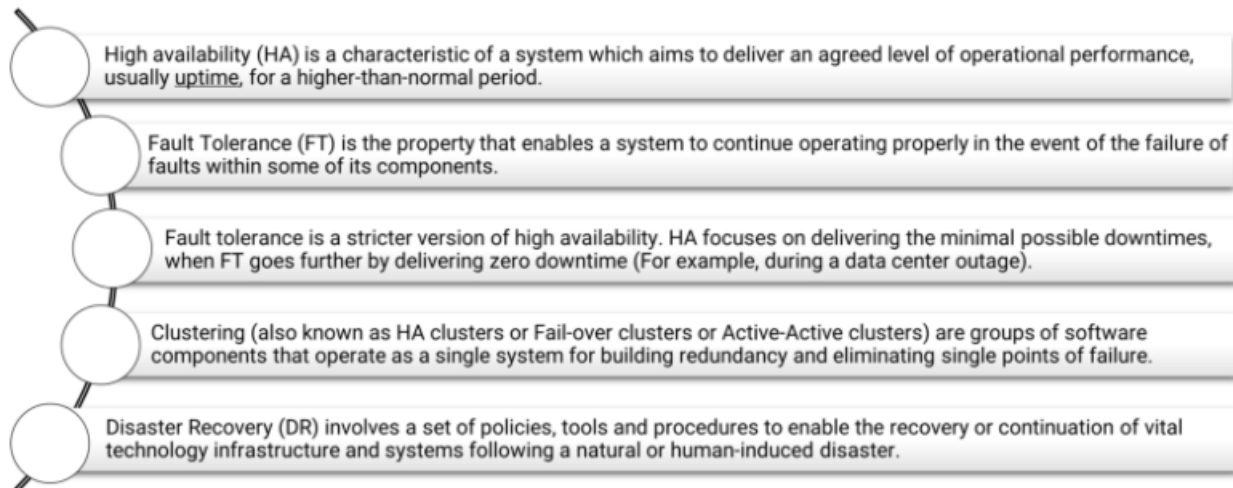 High availability (HA) is a characteristic of a system which aims to deliver an agreed level of operational performance,
usually uptime, for a higher-than-normal period.
Fault Tolerance (FT) is the property that enables a system to continue operating properly in the event of the failure of
faults within some of its components.
Fault tolerance is a stricter version of high availability. HA focuses on delivering the minimal possible downtimes,
when FT goes further by delivering zero downtime (For example, during a data center outage).
Clustering (also known as HA clusters or Fail-over clusters or Active-Active clusters) are groups of software
components that operate as a single system for building redundancy and eliminating single points of failure.
Disaster Recovery (DR) involves a set of policies, tools and procedures to enable the recovery or continuation of vital
technology infrastructure and systems following a natural or human-induced disaster.